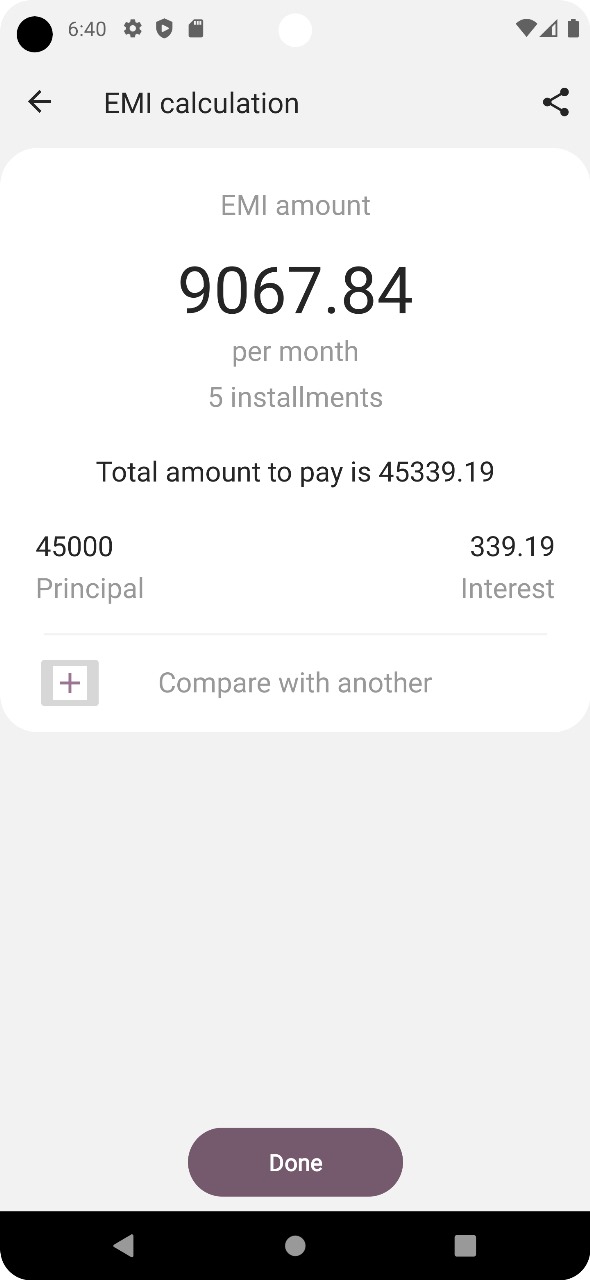 6:40
EMI calculation
EMI amount
9067.84
per month
5 installments
Total amount to pay is 45339.19
45000 339.19
Principal Interest
Compare with another
Done